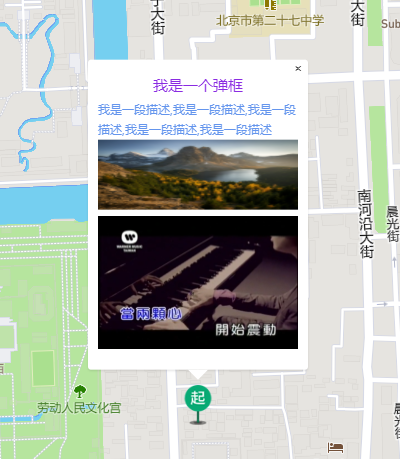 大街
北京市第二十七中学
大街
Sub
×
我是一个弹框
我是一段描述,我是一段描述,我是一段
描述,我是一段描述,我是一段描述
WARNER MUSIC
TAIWAN
當兩顆心
開始震動
南河沿大街
晨光街
晨光街
起
劳动人民文化宫